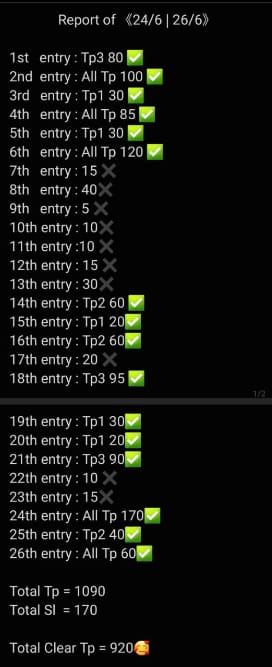 Report of 《24/6 | 26/6》
1st entry : Tp3 80 ✅
2nd entry : All Tp 100 ✅
3rd entry : Tp1 30 ✅
4th entry : All Tp 85 ✅
5th entry : Tp1 30 ✅
6th entry : All Tp 120 ✅
7th entry : 15 ✖
8th entry : 40✖
9th entry : 5 ✖
10th entry : 10✖
11th entry :10 ✖
12th entry : 15 ✖
13th entry : 30✖
14th entry : Tp2 60 ✅
15th entry : Tp1 20✅
16th entry : Tp2 60✅
17th entry : 20 ✖
18th entry : Tp3 95 ✅
1/2
19th entry : Tp1 30✅
20th entry : Tp1 20✅
21th entry : Tp3 90✅
22th entry : 10 ✖
23th entry : 15✖
24th entry : All Tp 170✅
25th entry : Tp2 40✅
26th entry : All Tp 60✅
Total Tp = 1090
Total Sl = 170
Total Clear Tp = 920🥰